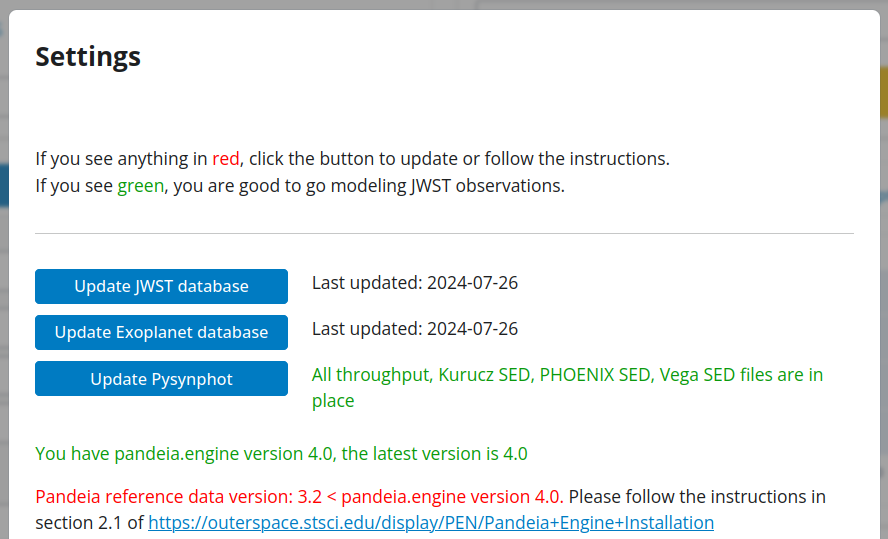 Settings
If you see anything in red, click the button to update or follow the instructions.
If you see green, you are good to go modeling JWST observations.
Update JWST database
Last updated: 2024-07-26
Update Exoplanet database
Last updated: 2024-07-26
Update Pysynphot
All throughput, Kurucz SED, PHOENIX SED, Vega SED files are in
place
You have pandeia.engine version 4.0, the latest version is 4.0
Pandeia reference data version: 3.2 < pandeia.engine version 4.0. Please follow the instructions in
section 2.1 of https://outerspace.stsci.edu/display/PEN/Pandeia+Engine+Installation